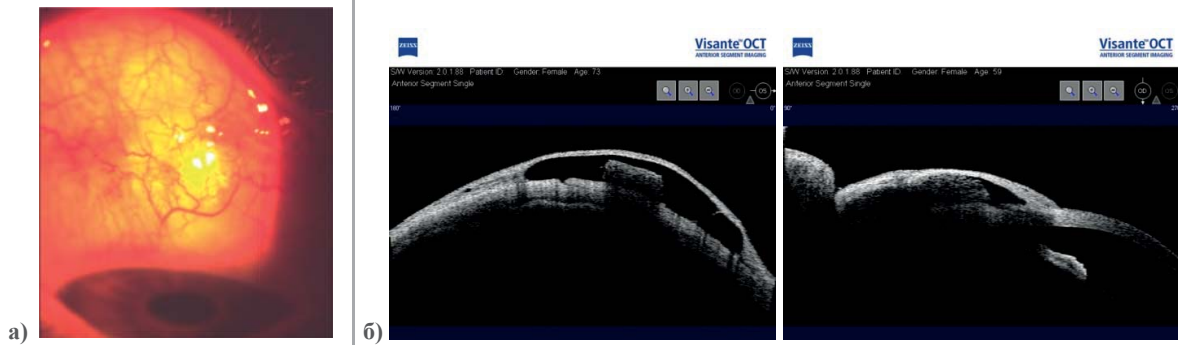 а)
б)
ZEISS
Visante™OCT
ANTERIOR SEGMENT IMAGING
S/W Version: 2.0.1.88 Patient ID Gender: Female Age: 73
Anterior Segment Single
OD
OS
180°
0°
ZEISS
Visante™OCT
ANTERIOR SEGMENT IMAGING
S/W Version: 2.0.1.88 Patient ID Gender: Female Age: 59
Anterior Segment Single
OD
OS
90°